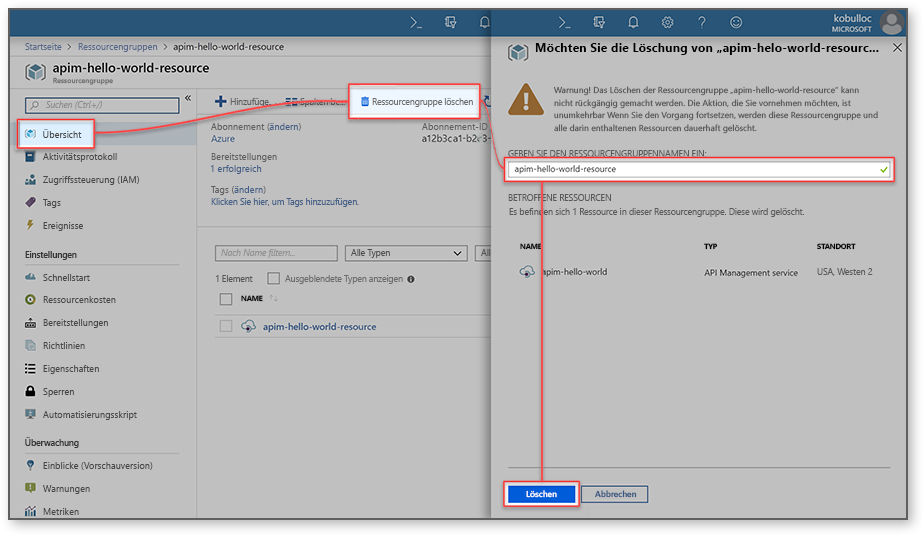 kobulloc
MICROSOFT
Startseite > Ressourcengruppen > apim-hello-world-resource
apim-hello-world-resource
Ressourcengruppe
Suchen (Ctrl+/)
Übersicht
Aktivitätsprotokoll
Zugriffssteuerung (IAM)
Tags
Ereignisse
Einstellungen
Schnellstart
Ressourcenkosten
Bereitstellungen
Richtlinien
Eigenschaften
Sperren
Automatisierungsskript
Überwachung
Einblicke (Vorschauversion)
Warnungen
Metriken
Hinzufüge. Spalten be... Ressourcengruppe löschen
Abonnement (ändern)
Azure
Abonnement-ID
a12b3ca1-b2c3-
Bereitstellungen
1 erfolgreich
Tags (ändern)
Klicken Sie hier, um Tags hinzuzufügen.
Nach Name filtern... Alle Typen All
1 Element Ausgeblendete Typen anzeigen
NAME
apim-hello-world-resource
Möchten Sie die Löschung von „apim-helo-world-resourc...
Warnung! Das Löschen der Ressourcengruppe „apim-hello-world-resource" kann
nicht rückgängig gemacht werden. Die Aktion, die Sie vornehmen möchten, ist
unumkehrbar Wenn Sie den Vorgang fortsetzen, werden diese Ressourcengruppe und
alle darin enthaltenen Ressourcen dauerhaft gelöscht.
GEBEN SIE DEN RESSOURCENGRUPPENNAMEN EIN:
apim-hello-world-resource
BETROFFENE RESSOURCEN
Es befinden sich 1 Ressource in dieser Ressourcengruppe. Diese wird gelöscht.
NAME TYP STANDORT
apim-hello-world API Management service USA, Westen 2
Löschen Abbrechen